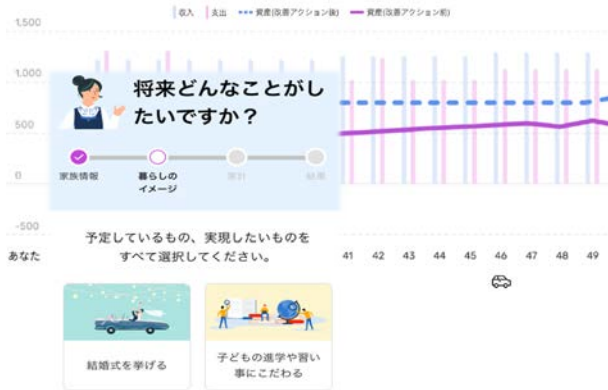 収入 支出 資産(改善アクション後) 資産(改善アクション前)
1,500
1,000
500
0
-500
将来どんなことがし
たいですか？
家族情報 暮らしの 家計 結果
イメージ
予定しているもの、実現したいものを
すべて選択してください。
あなた 41 42 43 44 45 46 47 48 49
結婚式を挙げる
子どもの進学や習い
事にこだわる